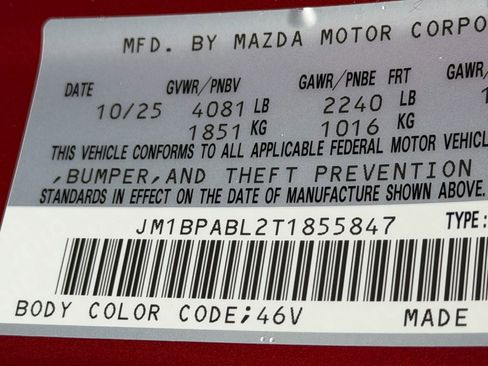 MFD. BY MAZDA MOTOR CORPO
DATE GVWR/PNBV GAWR/PNBE FRT GAWR/
10/25 4081 LB 2240 LB
1851 KG 1016 KG
THIS VEHICLE CONFORMS TO ALL APPLICABLE FEDERAL MOTOR VEHICL
,BUMPER,AND THEFT PREVENTION
STANDARDS IN EFFECT ON THE DATE OF MANUFACTURE SHOWN ABOVE.
JM1BPABL2T1855847 TYPE:
BODY COLOR CODE;46V MADE